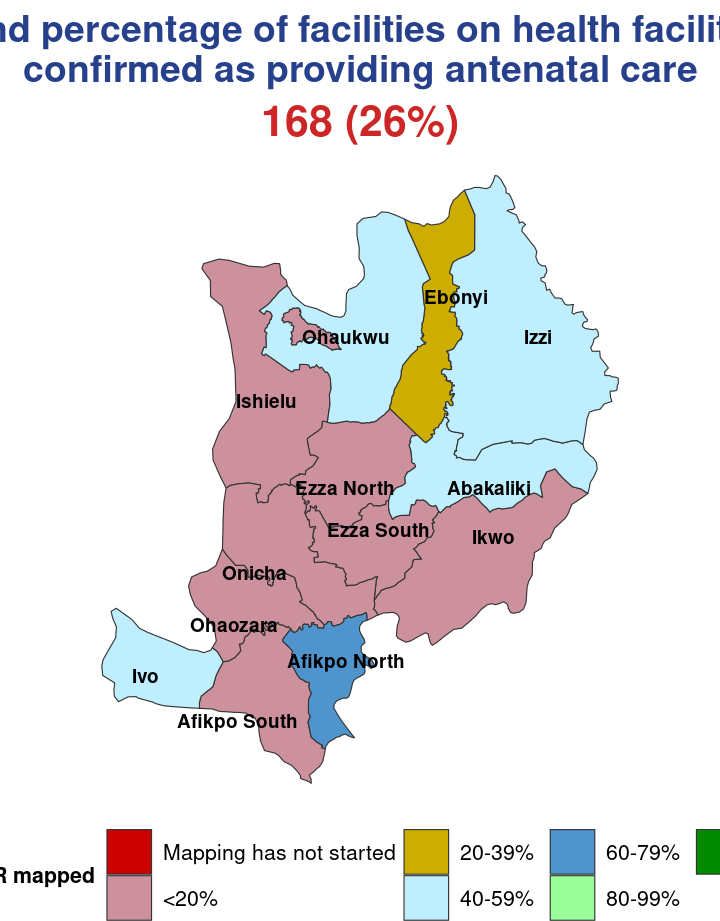 percentage of facilities on health
confirmed as providing antenatal care
168 (26%)
Ebonyi
Ohaukwu
Izzi
Ishielu
Ezza North
Abakaliki
Ezza South
Ikwo
Onicha
Ohaozara
Afikpo North
Ivo
Afikpo South
Mapping has not started
20-39%
60-79%
mapped
<20%
40-59%
80-99%